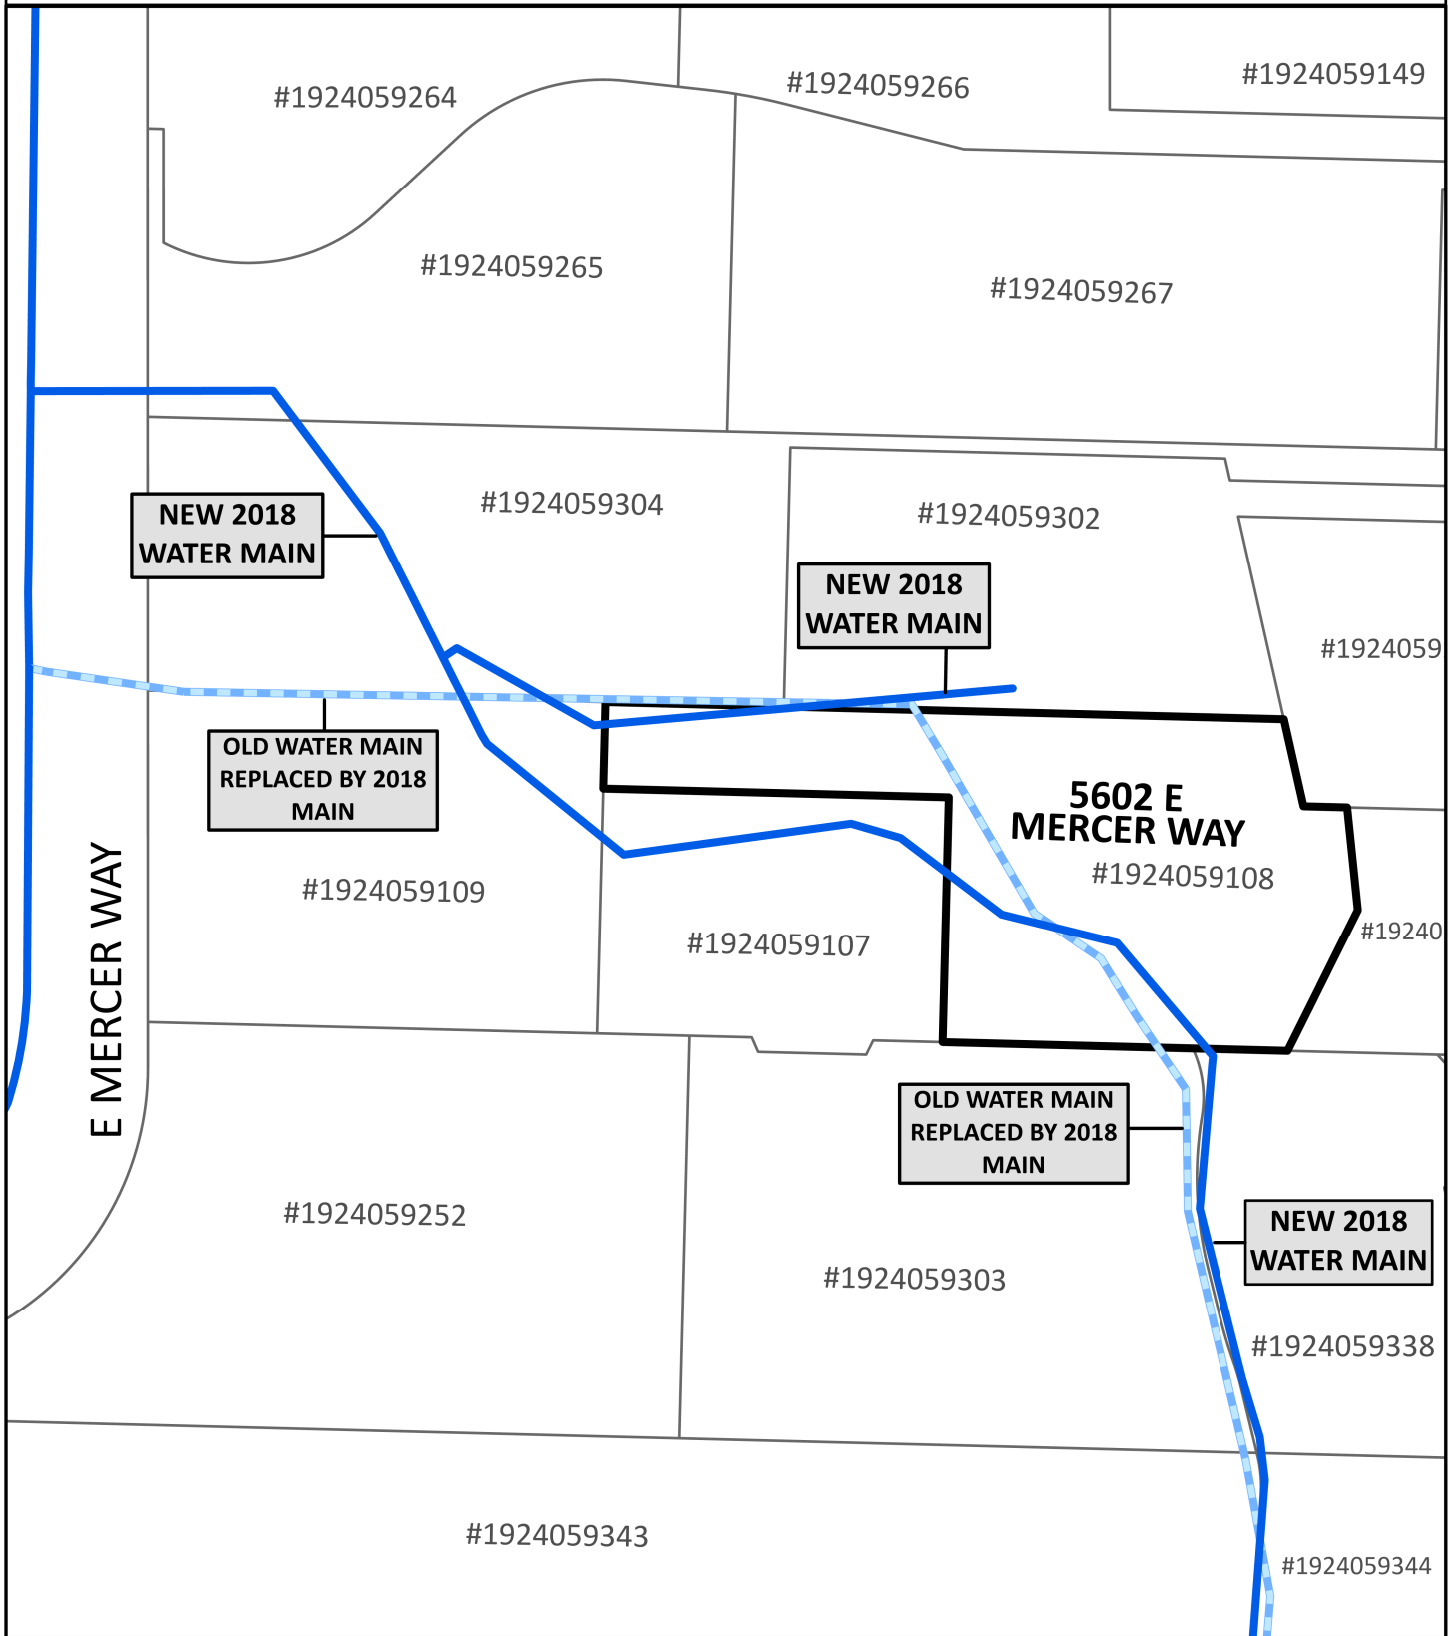 #1924059264
#1924059266
#1924059149
#1924059265
#1924059267
#1924059304
#1924059302
NEW 2018
WATER MAIN
NEW 2018
WATER MAIN
#1924059
OLD WATER MAIN
REPLACED BY 2018
MAIN
5602 E
MERCER WAY
#1924059108
#1924059109
E MERCER WAY
#1924059107
#19240
OLD WATER MAIN
REPLACED BY 2018
MAIN
#1924059252
NEW 2018
WATER MAIN
#1924059303
#1924059338
#1924059343
#1924059344